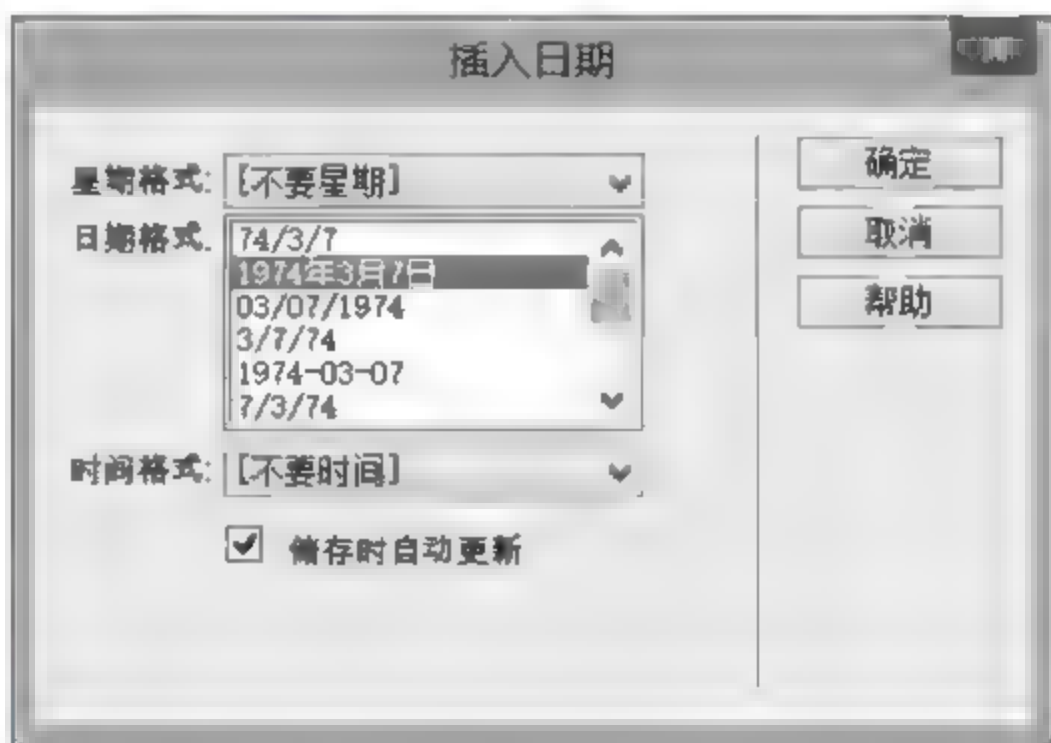 插入日期
星期格式: [不要星期]
日期格式.
74/3/7
1974年3月7日
03/07/1974
3/7/74
1974-03-07
7/3/74
时间格式: [不要时间]
储存时自动更新
确定
取消
帮助